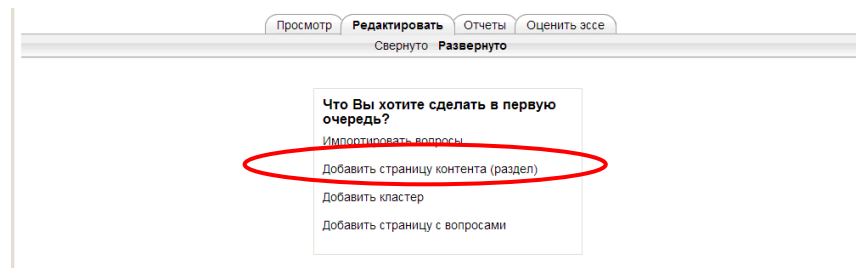 Просмотр Редактировать Отчеты Оценить эссе
Свернуто Развернуто
Что Вы хотите сделать в первую
очередь?
Импортировать вопросы
Добавить страницу контента (раздел)
Добавить кластер
Добавить страницу с вопросами